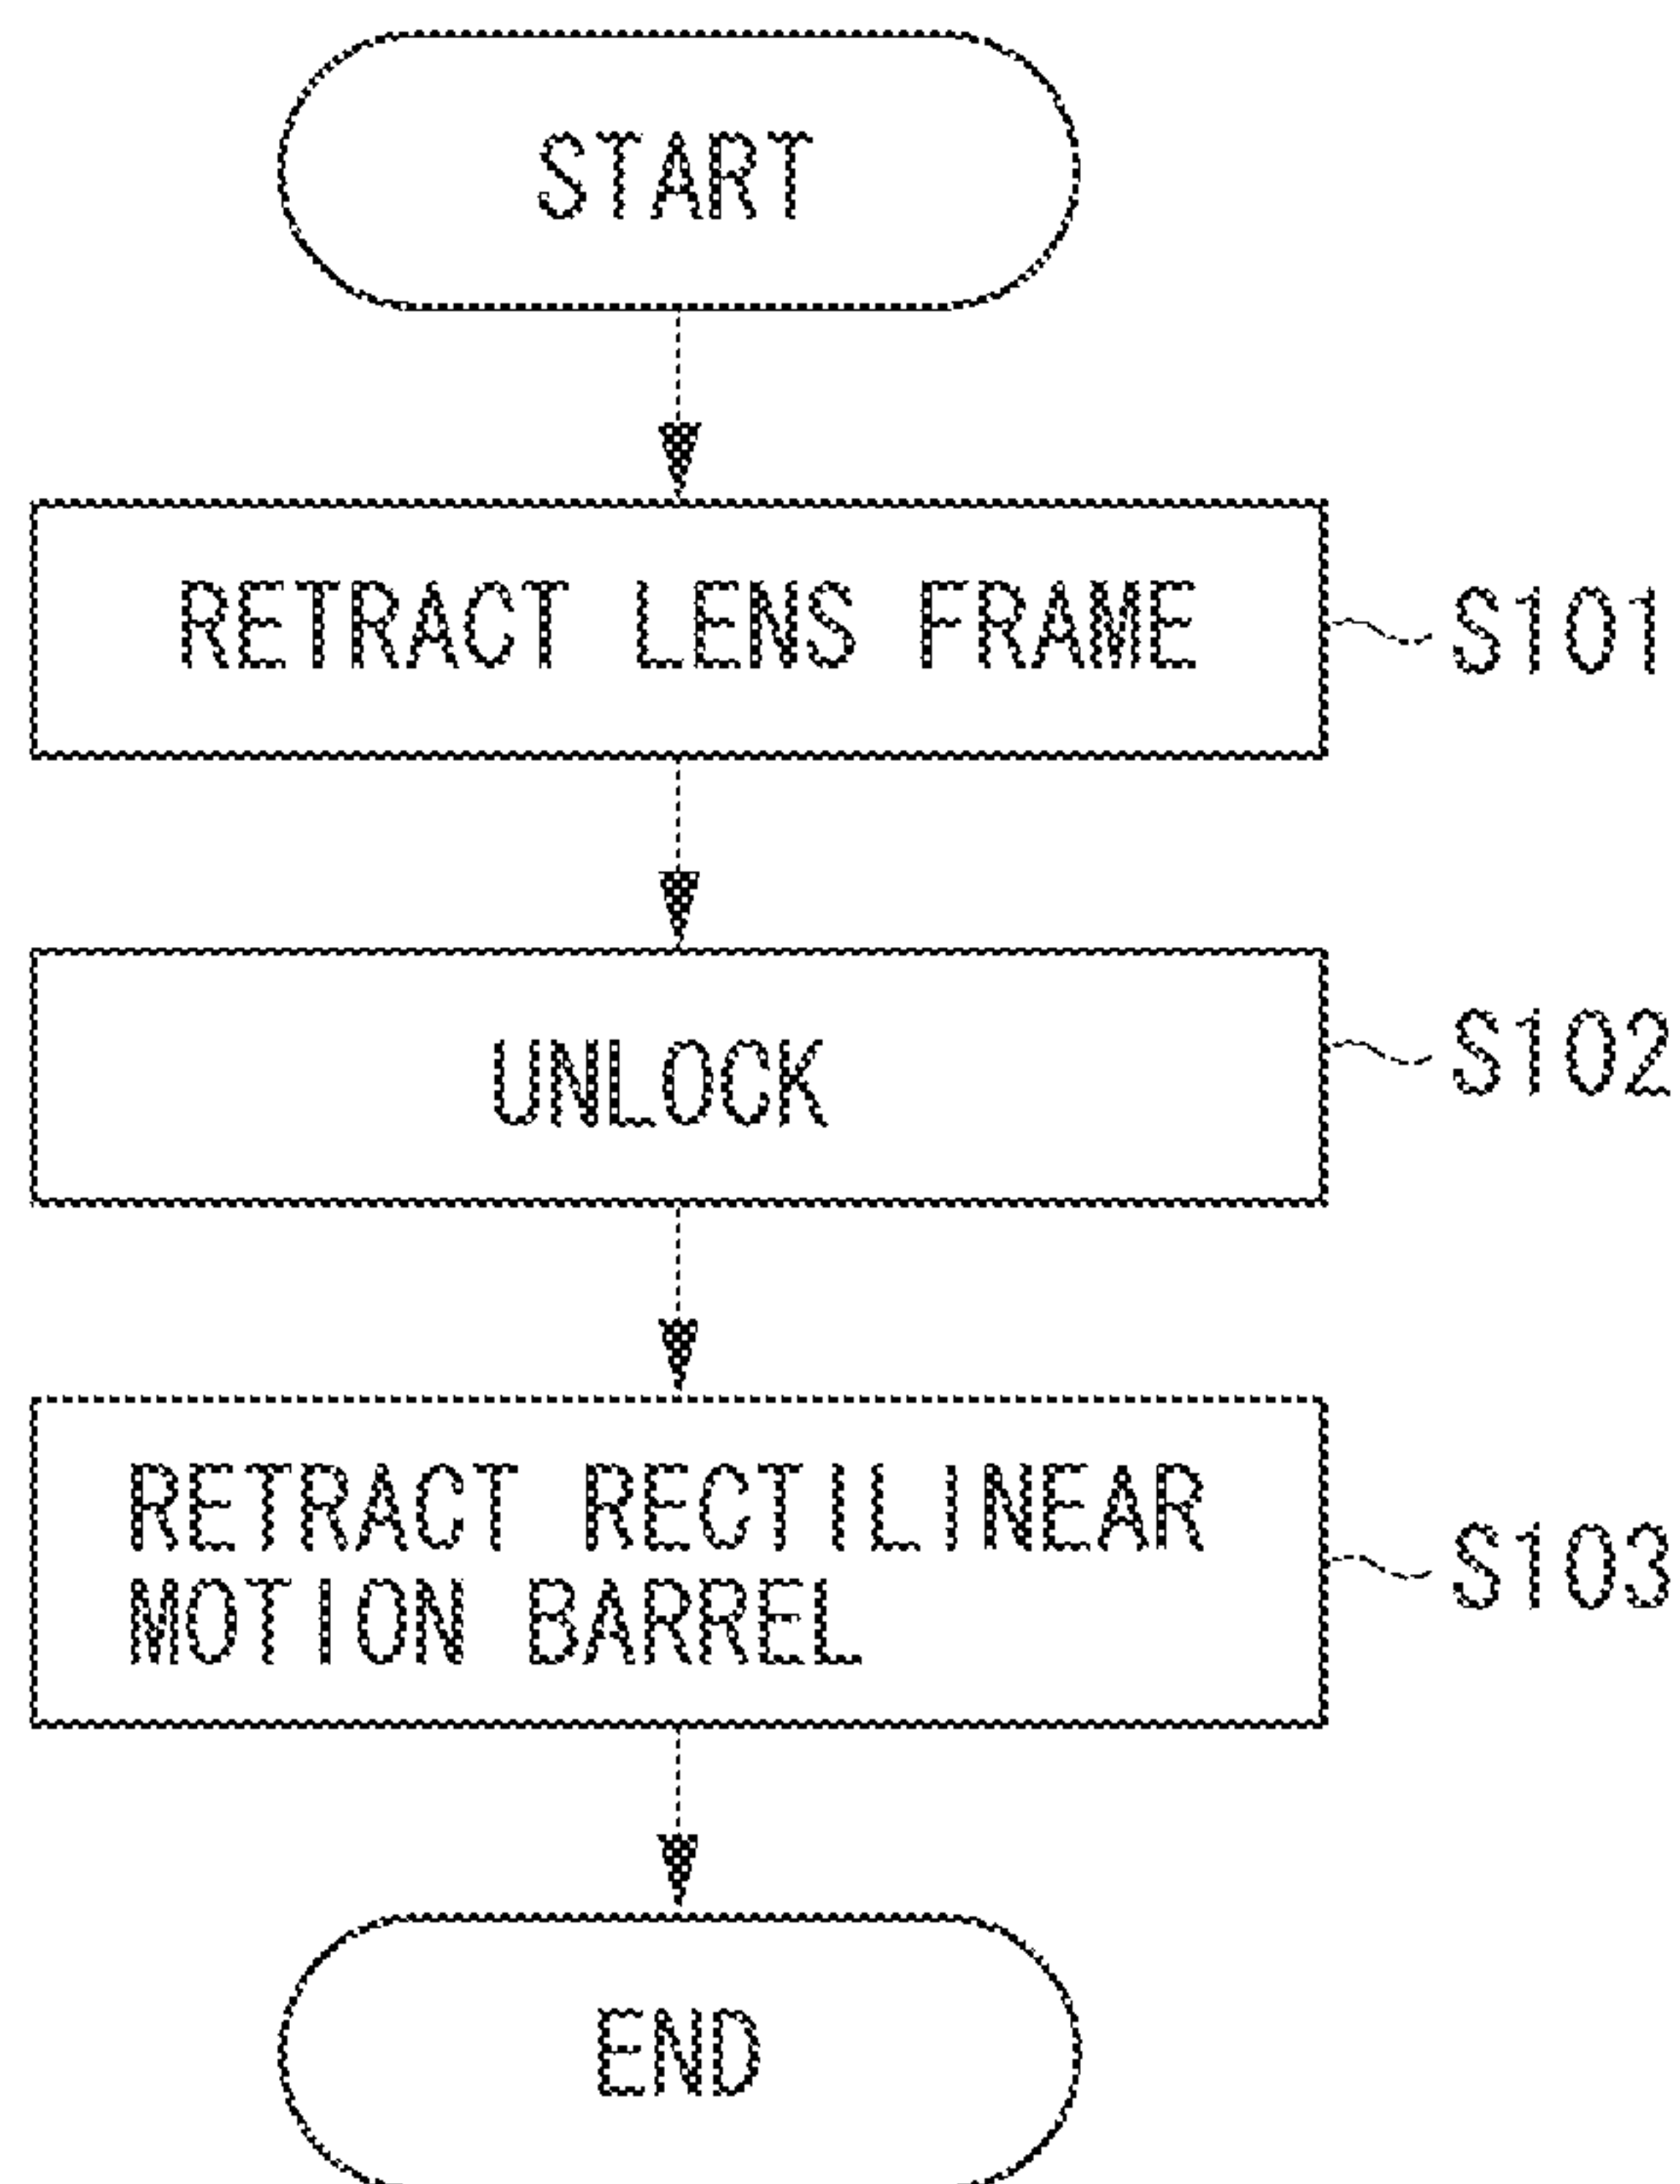 START
RETRACT LENS FRAME
S101
UNLOCK
S102
RETRACT RECTILINEAR
MOTION BARREL
S103
END